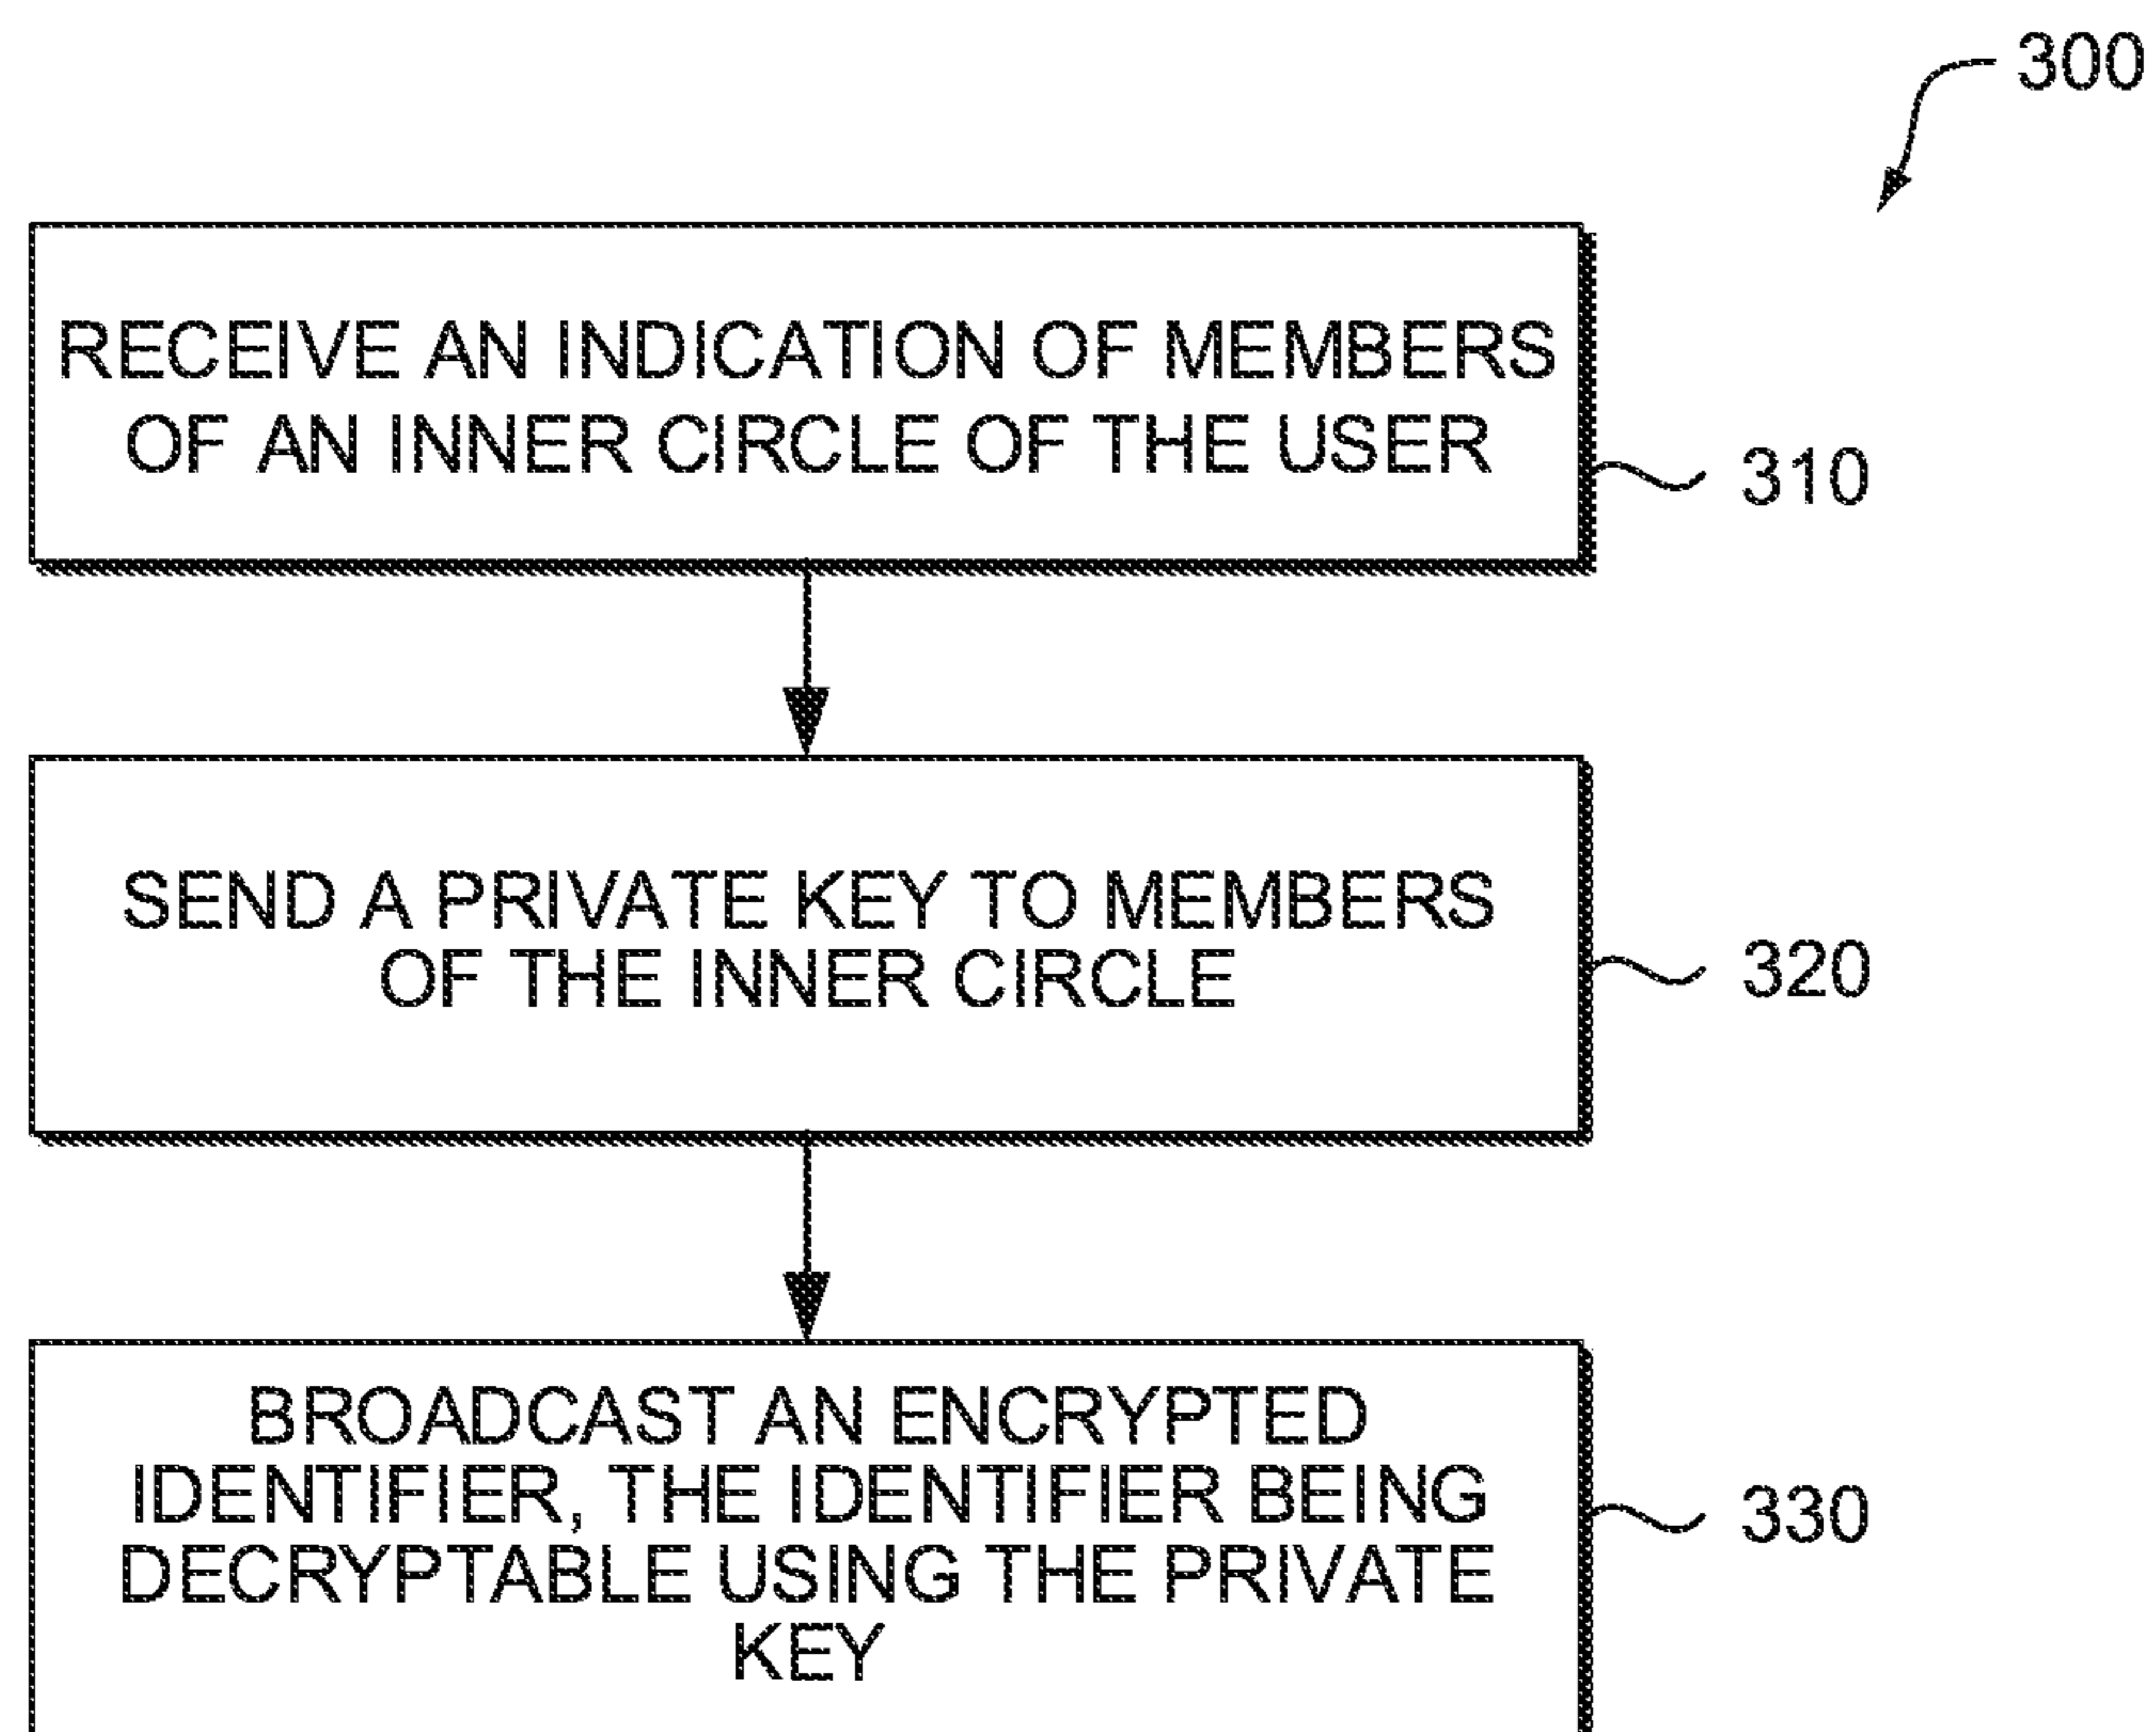 300
RECEIVE AN INDICATION OF MEMBERS
OF AN INNER CIRCLE OF THE USER
310
SEND A PRIVATE KEY TO MEMBERS
OF THE INNER CIRCLE
320
BROADCAST AN ENCRYPTED
IDENTIFIER, THE IDENTIFIER BEING
DECRYPTABLE USING THE PRIVATE
KEY
330